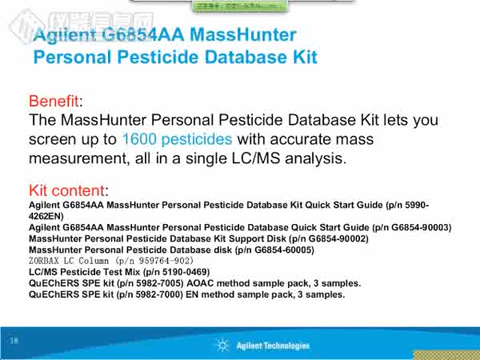 仪器信息网
Agilent G6854AA MassHunter
Personal Pesticide Database Kit
Benefit:
The MassHunter Personal Pesticide Database Kit lets you
screen up to 1600 pesticides with accurate mass
measurement, all in a single LC/MS analysis.
Kit content:
Agilent G6854AA MassHunter Personal Pesticide Database Kit Quick Start Guide (p/n 5990-
4262EN)
Agilent G6854AA MassHunter Personal Pesticide Database Quick Start Guide (p/n G6854-90003)
MassHunter Personal Pesticide Database Kit Support Disk (p/n G6854-90002)
MassHunter Personal Pesticide Database disk (p/n G6854-60005)
ZORBAX LC Column (p/n 959764-902)
LC/MS Pesticide Test Mix (p/n 5190-0469)
QuEChERS SPE kit (p/n 5982-7005) AOAC method sample pack, 3 samples.
QuEChERS SPE kit (p/n 5982-7000) EN method sample pack, 3 samples.
18
Agilent Technologies